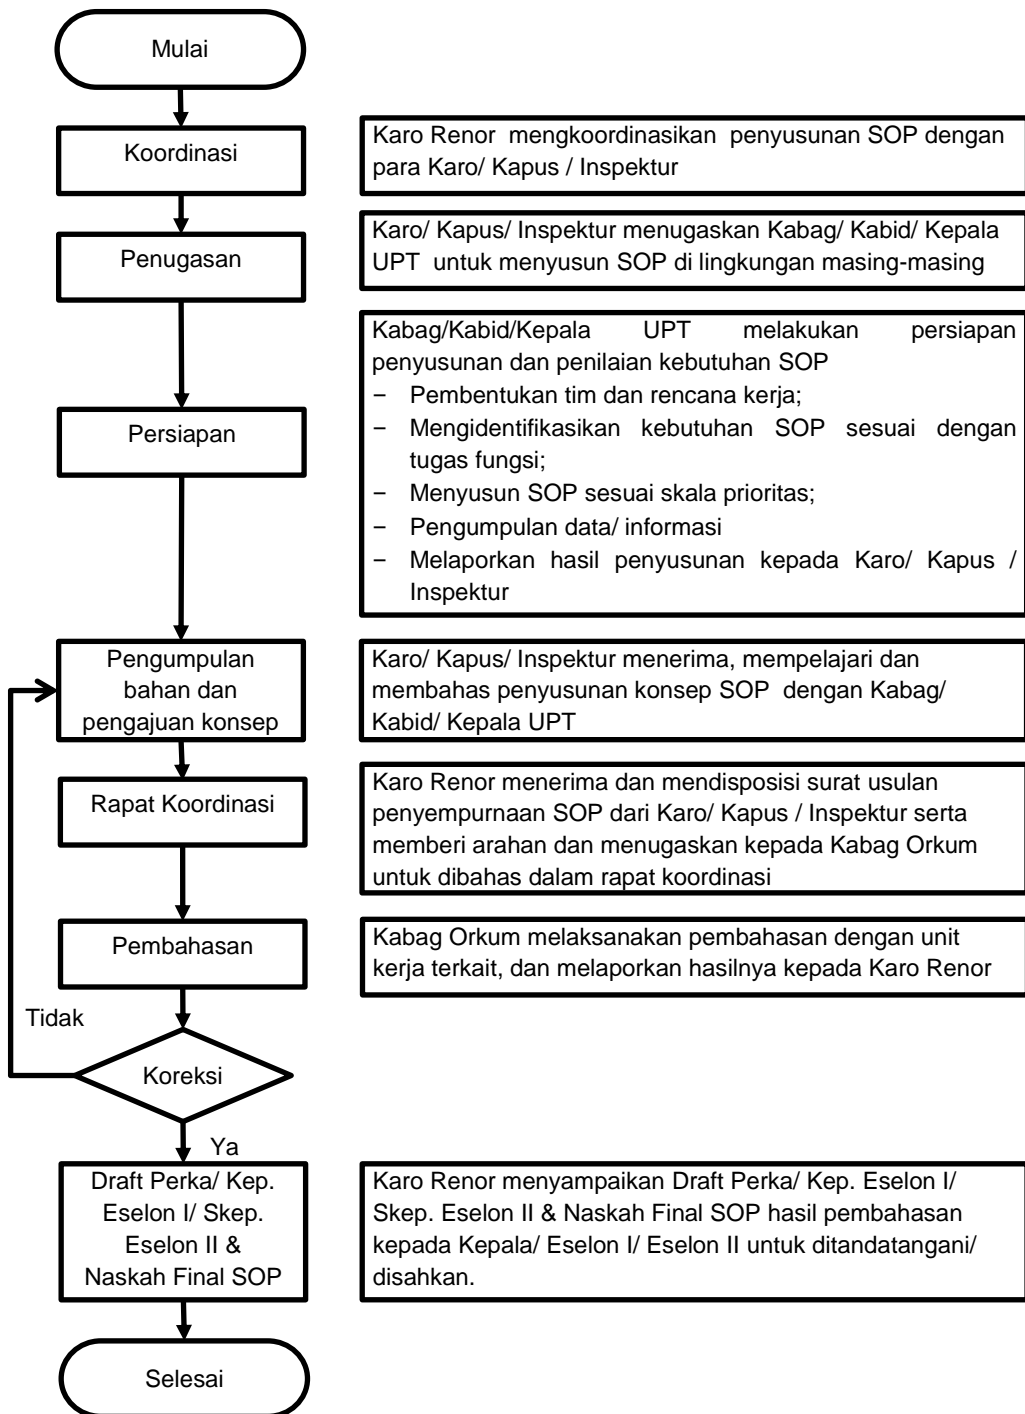 Mulai
Koordinasi
Karo Renor mengkoordinasikan penyusunan SOP dengan
para Karo/ Kapus / Inspektur
Penugasan
Karo/ Kapus/ Inspektur menugaskan Kabag/ Kabid/ Kepala
UPT untuk menyusun SOP di lingkungan masing-masing
Persiapan
Kabag/Kabid/Kepala UPT melakukan persiapan
penyusunan dan penilaian kebutuhan SOP
− Pembentukan tim dan rencana kerja;
− Mengidentifikasikan kebutuhan SOP sesuai dengan
tugas fungsi;
− Menyusun SOP sesuai skala prioritas;
− Pengumpulan data/ informasi
− Melaporkan hasil penyusunan kepada Karo/ Kapus /
Inspektur
Pengumpulan
bahan dan
pengajuan konsep
Karo/ Kapus/ Inspektur menerima, mempelajari dan
membahas penyusunan konsep SOP dengan Kabag/
Kabid/ Kepala UPT
Rapat Koordinasi
Karo Renor menerima dan mendisposisi surat usulan
penyempurnaan SOP dari Karo/ Kapus / Inspektur serta
memberi arahan dan menugaskan kepada Kabag Orkum
untuk dibahas dalam rapat koordinasi
Pembahasan
Kabag Orkum melaksanakan pembahasan dengan unit
kerja terkait, dan melaporkan hasilnya kepada Karo Renor
Tidak
Koreksi
Ya
Draft Perka/ Kep.
Eselon I/ Skep.
Eselon II &
Naskah Final SOP
Karo Renor menyampaikan Draft Perka/ Kep. Eselon I/
Skep. Eselon II & Naskah Final SOP hasil pembahasan
kepada Kepala/ Eselon I/ Eselon II untuk ditandatangani/
disahkan.
Selesai